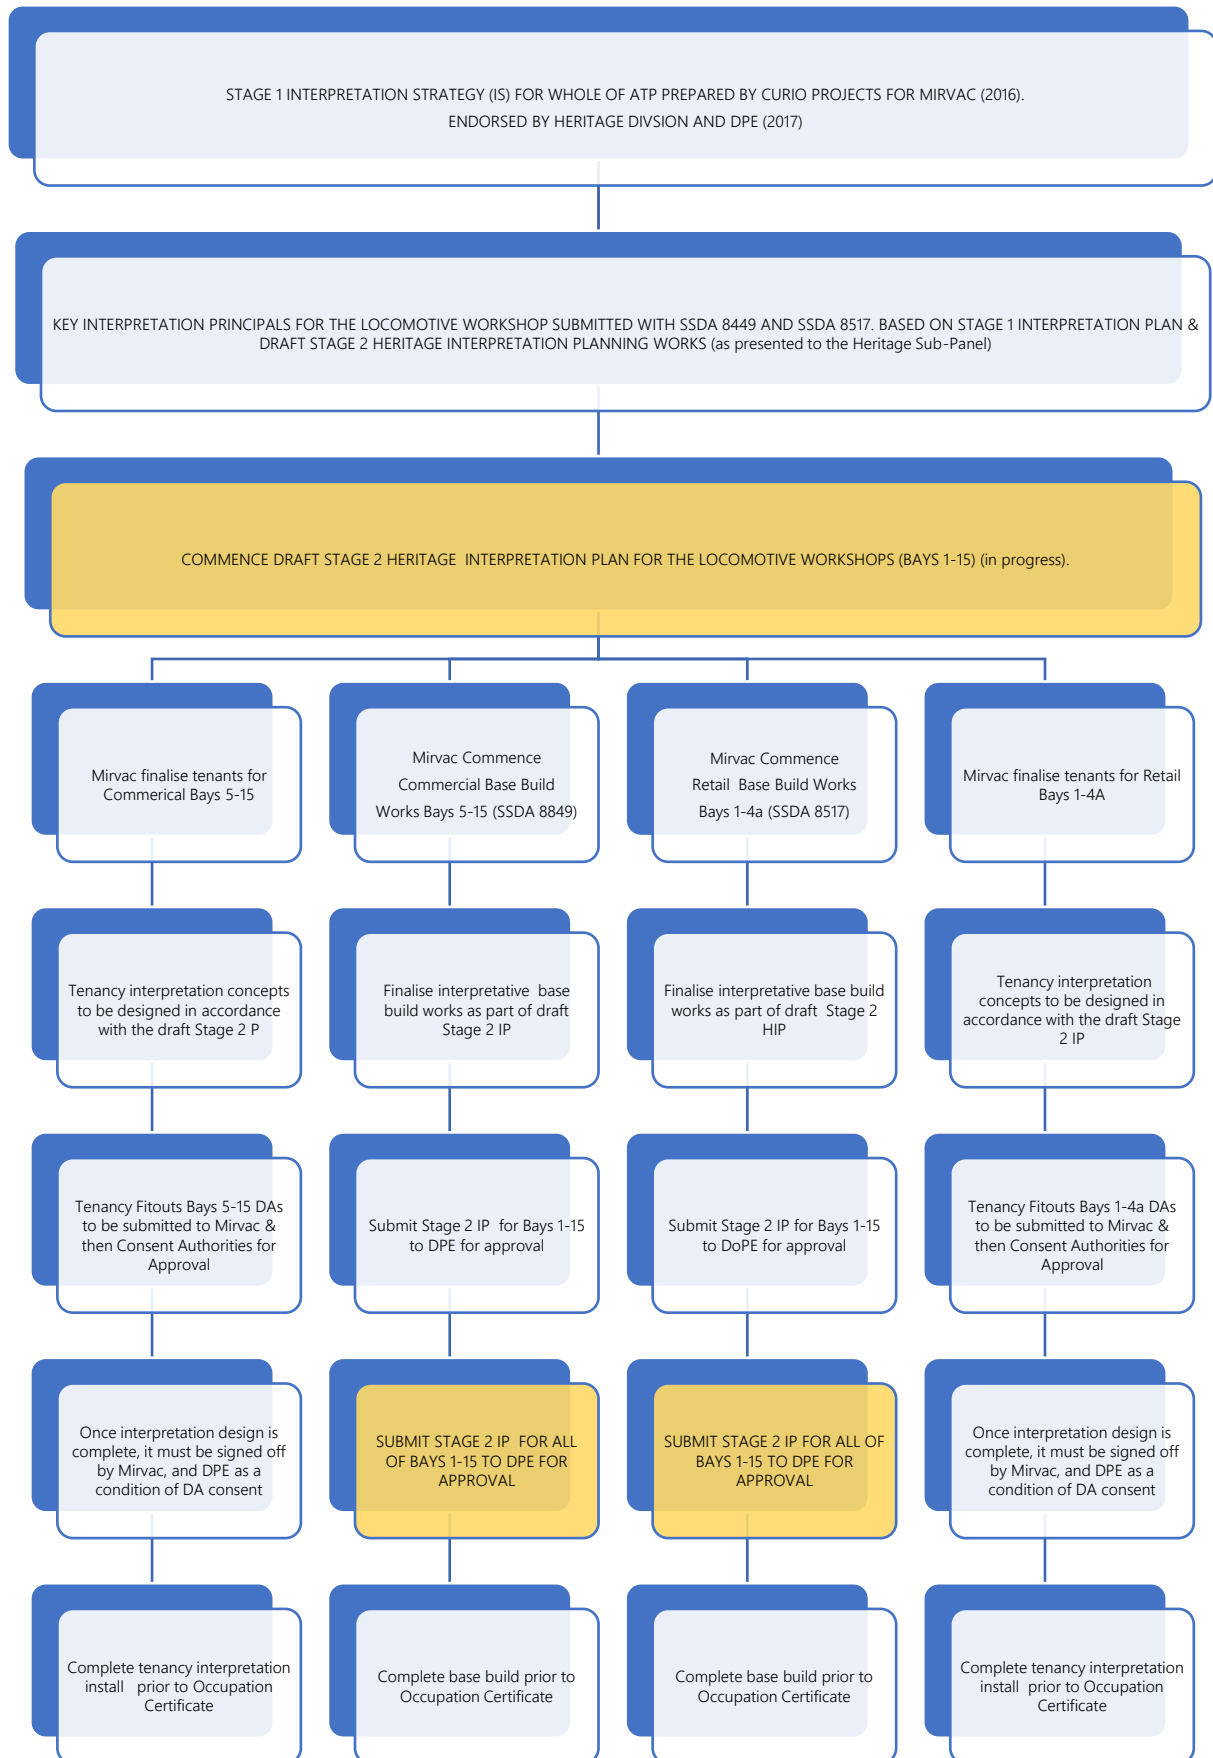 STAGE 1 INTERPRETATION STRATEGY (IS) FOR WHOLE OF ATP PREPARED BY CURIO PROJECTS FOR MIRVAC (2016).
ENDORSED BY HERITAGE DIVSION AND DPE (2017)
KEY INTERPRETATION PRINCIPALS FOR THE LOCOMOTIVE WORKSHOP SUBMITTED WITH SSDA 8449 AND SSDA 8517. BASED ON STAGE 1 INTERPRETATION PLAN &
DRAFT STAGE 2 HERITAGE INTERPRETATION PLANNING WORKS (as presented to the Heritage Sub-Panel)
COMMENCE DRAFT STAGE 2 HERITAGE INTERPRETATION PLAN FOR THE LOCOMOTIVE WORKSHOPS (BAYS 1-15) (in progress).
Mirvac finalise tenants for
Commerical Bays 5-15
Mirvac Commence
Commercial Base Build
Works Bays 5-15 (SSDA 8849)
Mirvac Commence
Retail Base Build Works
Bays 1-4a (SSDA 8517)
Mirvac finalise tenants for Retail
Bays 1-4A
Tenancy interpretation concepts
to be designed in accordance
with the draft Stage 2 P
Finalise interpretative base
build works as part of draft
Stage 2 IP
Finalise interpretative base build
works as part of draft Stage 2
HIP
Tenancy interpretation
concepts to be designed in
accordance with the draft Stage
2 IP
Tenancy Fitouts Bays 5-15 DAs
to be submitted to Mirvac &
then Consent Authorities for
Approval
Submit Stage 2 IP for Bays 1-15
to DPE for approval
Submit Stage 2 IP for Bays 1-15
to DoPE for approval
Tenancy Fitouts Bays 1-4a DAs
to be submitted to Mirvac &
then Consent Authorities for
Approval
Once interpretation design is
complete, it must be signed off
by Mirvac, and DPE as a
condition of DA consent
SUBMIT STAGE 2 IP FOR ALL
OF BAYS 1-15 TO DPE FOR
APPROVAL
SUBMIT STAGE 2 IP FOR ALL OF
BAYS 1-15 TO DPE FOR
APPROVAL
Once interpretation design is
complete, it must be signed off
by Mirvac, and DPE as a
condition of DA consent
Complete tenancy interpretation
install prior to Occupation
Certificate
Complete base build prior to
Occupation Certificate
Complete base build prior to
Occupation Certificate
Complete tenancy interpretation
install prior to Occupation
Certificate